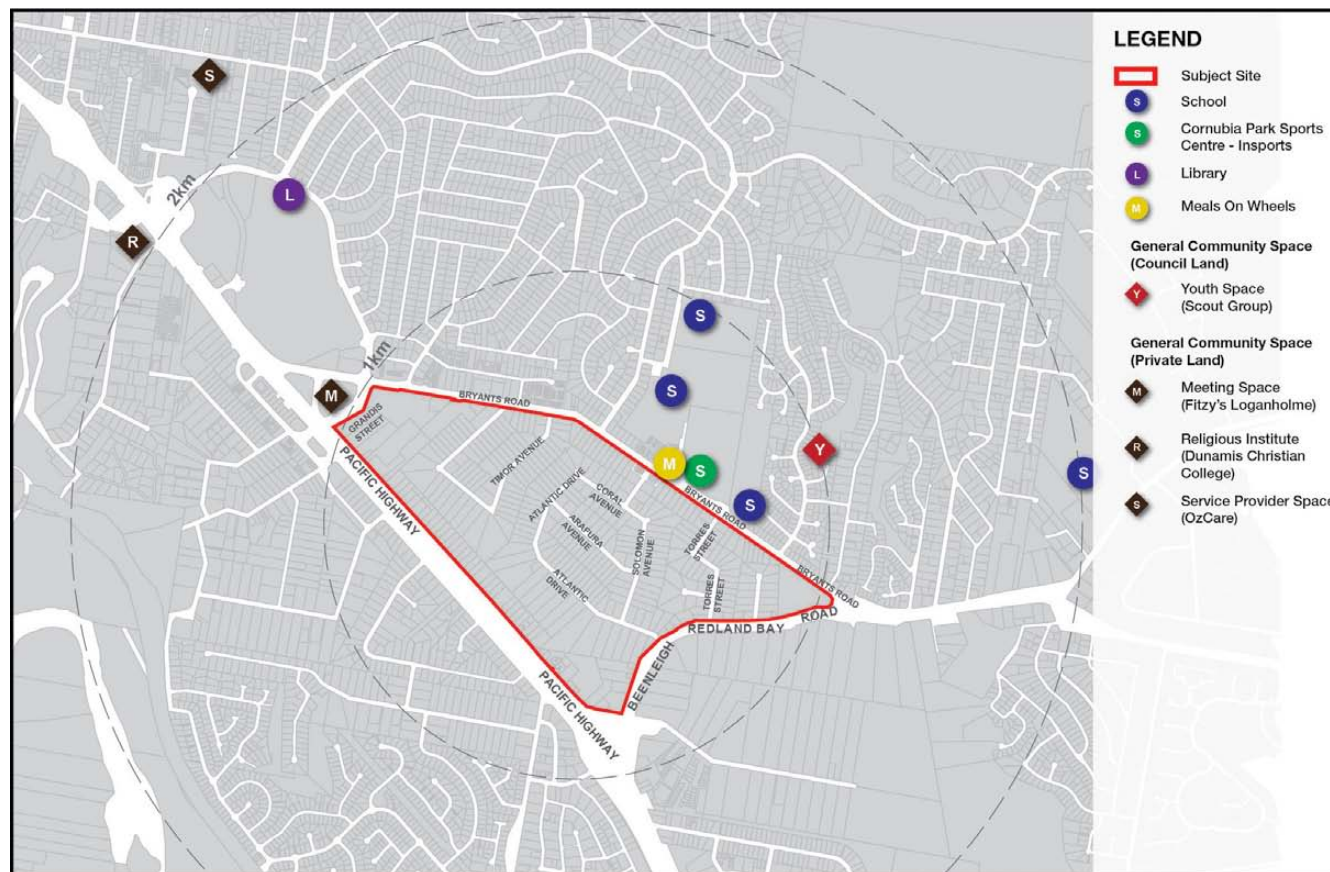 S
L
2km
R
1km
M
GRANDIS
STREET
BRYANTS ROAD
PACIFIC HIGHWAY
TIMOR AVENUE
ATLANTIC DRIVE
CORAL
AVENUE
ARAFURA
AVENUE
SOLOMON
AVENUE
ATLANTIC
DRIVE
S
S
M
S
BRYANTS ROAD
S
Y
S
TORRES
STREET
TORRES
STREET
BRYANTS ROAD
REDLAND BAY
ROAD
BEENLEIGH
PACIFIC HIGHWAY
LEGEND
Subject Site
S School
S Cornubia Park Sports
Centre - Insports
L Library
M Meals On Wheels
General Community Space
(Council Land)
Y Youth Space
(Scout Group)
General Community Space
(Private Land)
M Meeting Space
(Fitzy's Loganholme)
R Religious Institute
(Dunamis Christian
College)
S Service Provider Space
(OzCare)